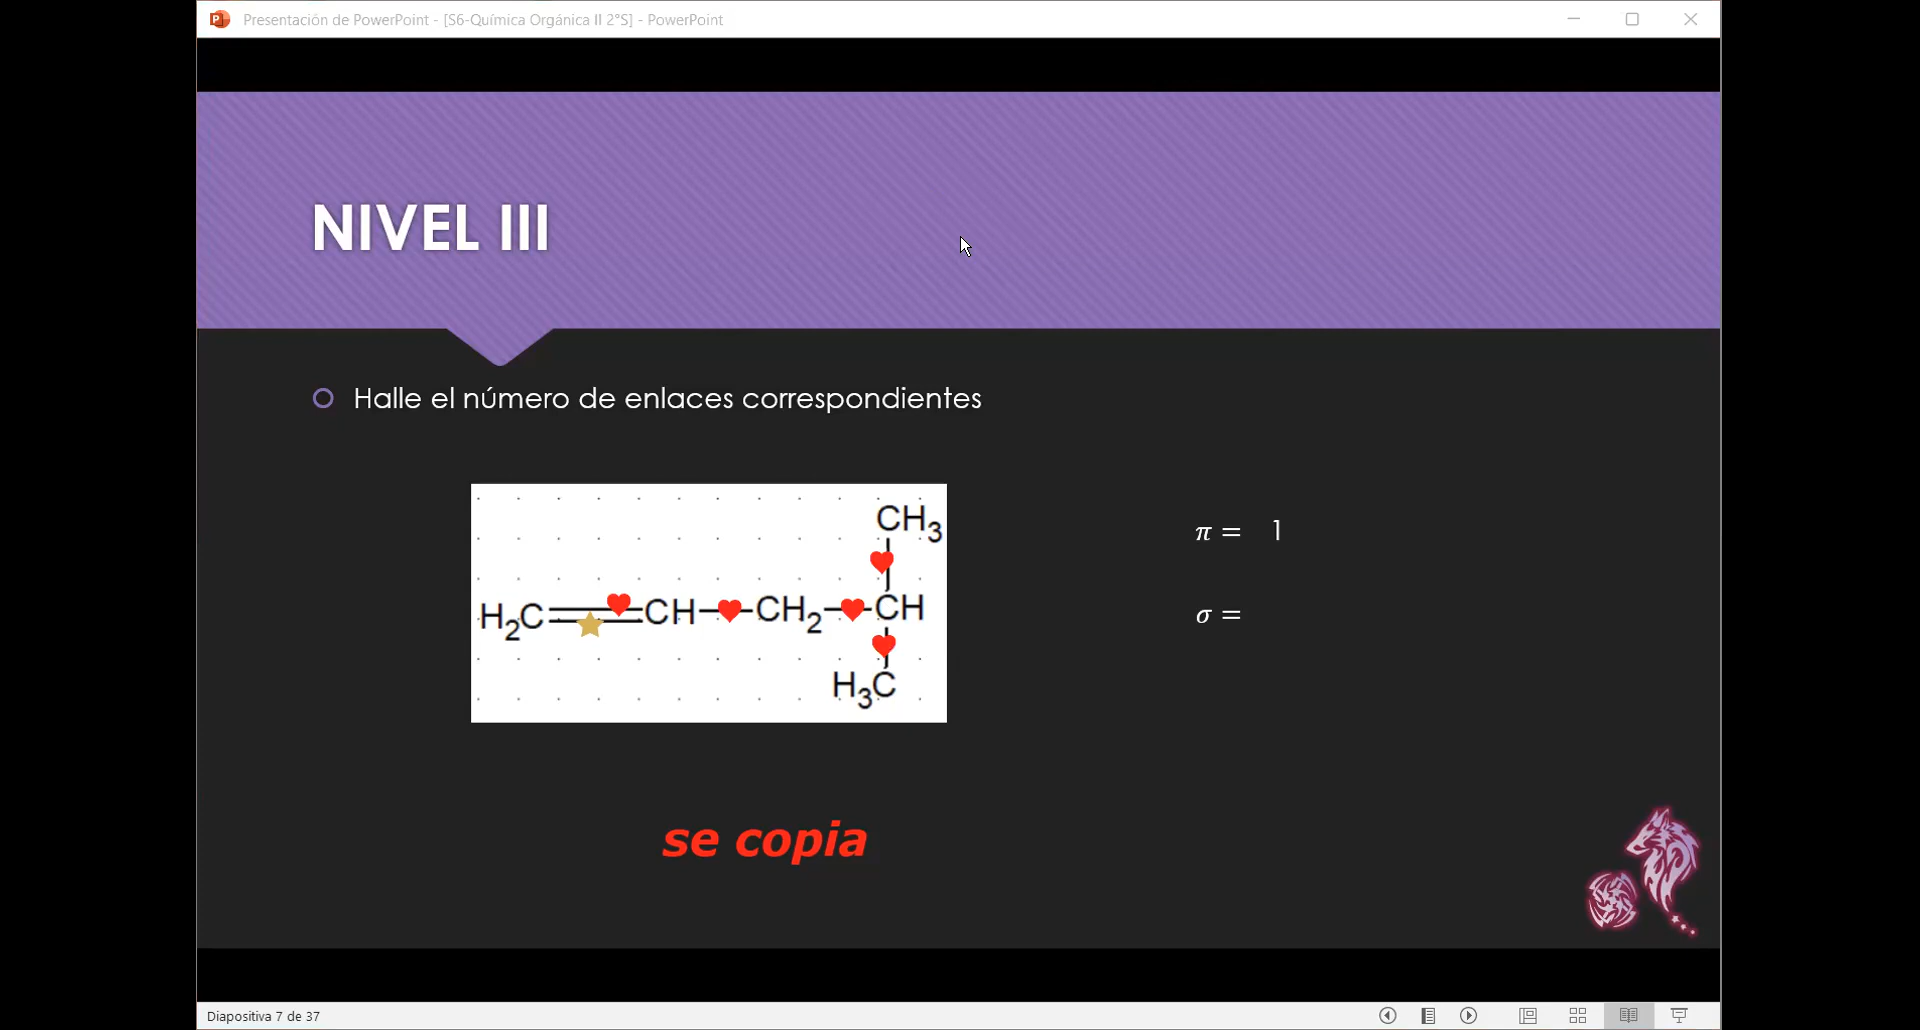 Presentación de PowerPoint - [S6-Química Orgánica II 2°S] - PowerPoint
NIVEL III
Halle el número de enlaces correspondientes
CH3
H2C CH CH2 CH
H3C
π = 1
σ =
se copia
Diapositiva 7 de 37